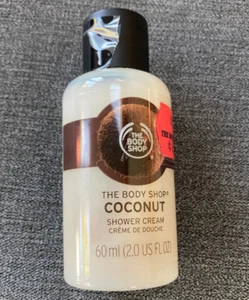 THE
BODY
SHOP
THE BODY SHOP®
COCONUT
SHOWER CREAM
CRÈME DE DOUCHE
60 ml (2.0 US FL OZ)